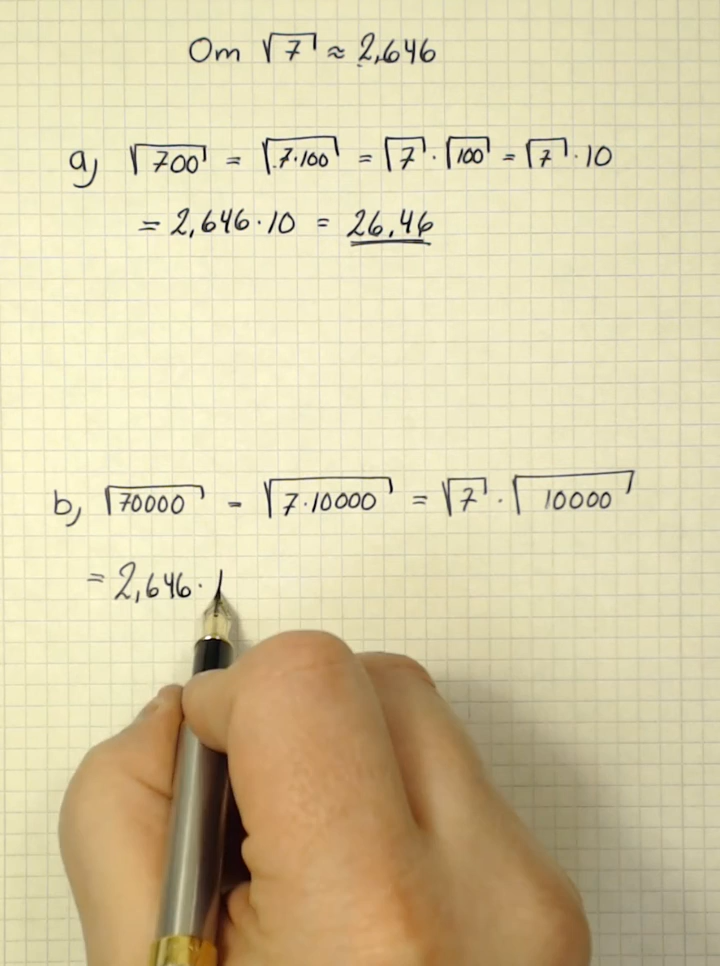 Om √7 ≈ 2,646
a) √700 = √7·100 = √7 · √100 = √7 · 10
= 2,646·10 = 26,46
b) √70000 - √7·10000 = √7 · √10000
= 2,646· 1